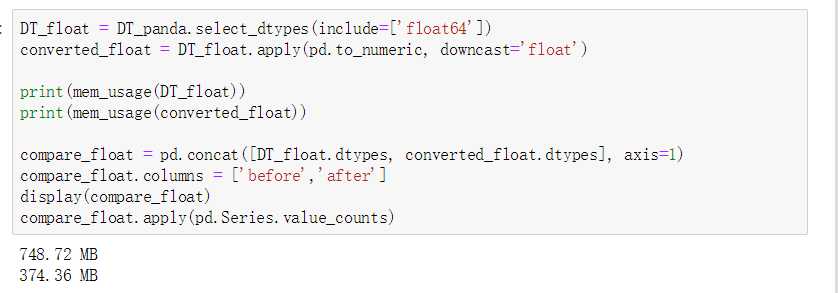 :
DT_float = DT_panda.select_dtypes(include=['float64'])
converted_float = DT_float.apply(pd.to_numeric, downcast='float')
print(mem_usage(DT_float))
print(mem_usage(converted_float))
compare_float = pd.concat([DT_float.dtypes, converted_float.dtypes], axis=1)
compare_float.columns = ['before','after']
display(compare_float)
compare_float.apply(pd.Series.value_counts)
748.72 MB
374.36 MB